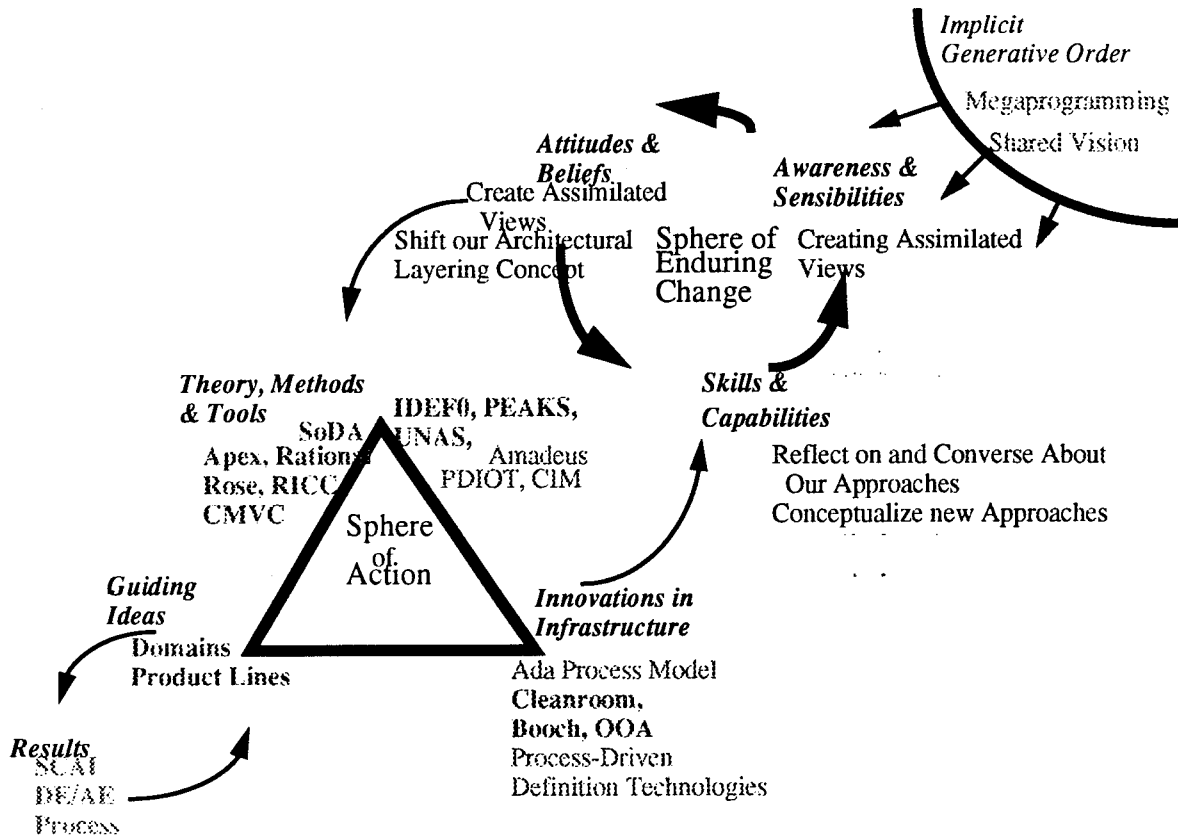 Implicit
Generative Order
Megaprogramming
Shared Vision
Attitudes &
Beliefs
Create Assimilated
Views
Shift our Architectural
Layering Concept
Awareness &
Sensibilities
Creating Assimilated
Views
Sphere of
Enduring
Change
Skills &
Capabilities
Reflect on and Converse About
Our Approaches
Conceptualize new Approaches
Theory, Methods
& Tools
SoDA
Apex, Rational
Rose, RICC
CMVC
IDEF0, PEAKS,
UNAS,
Amadeus
PDIOT, CIM
Sphere
of
Action
Guiding
Ideas
Domains
Product Lines
Innovations in
Infrastructure
Ada Process Model
Cleanroom,
Booch, OOA
Process-Driven
Definition Technologies
Results
SCAI
DE/AE
Process